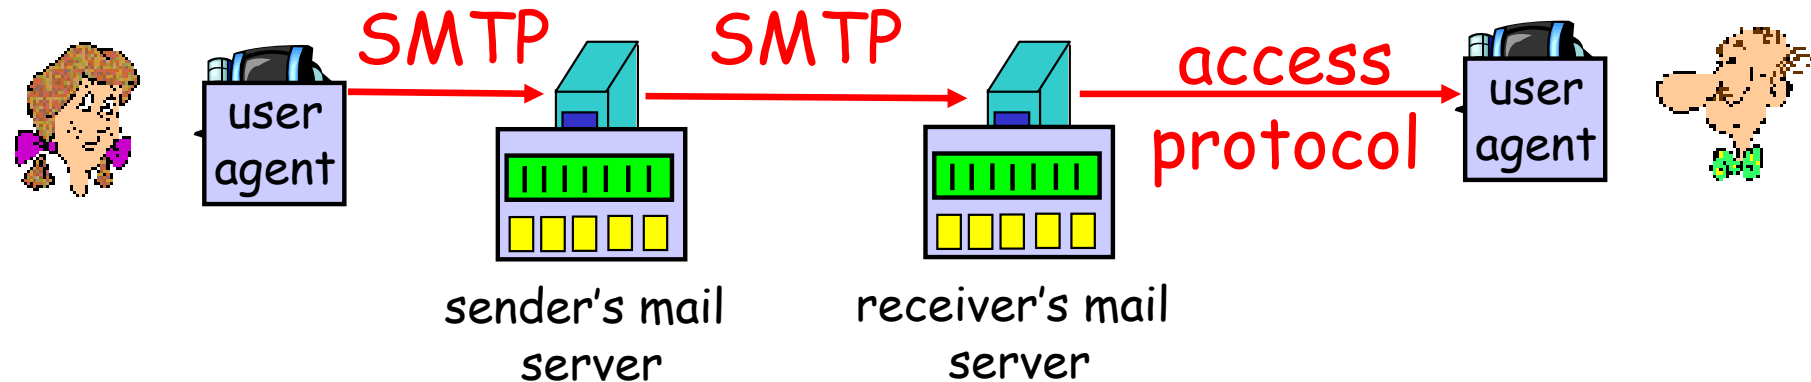 SMTP
SMTP
access
protocol
user
agent
user
agent
sender's mail
server
receiver's mail
server